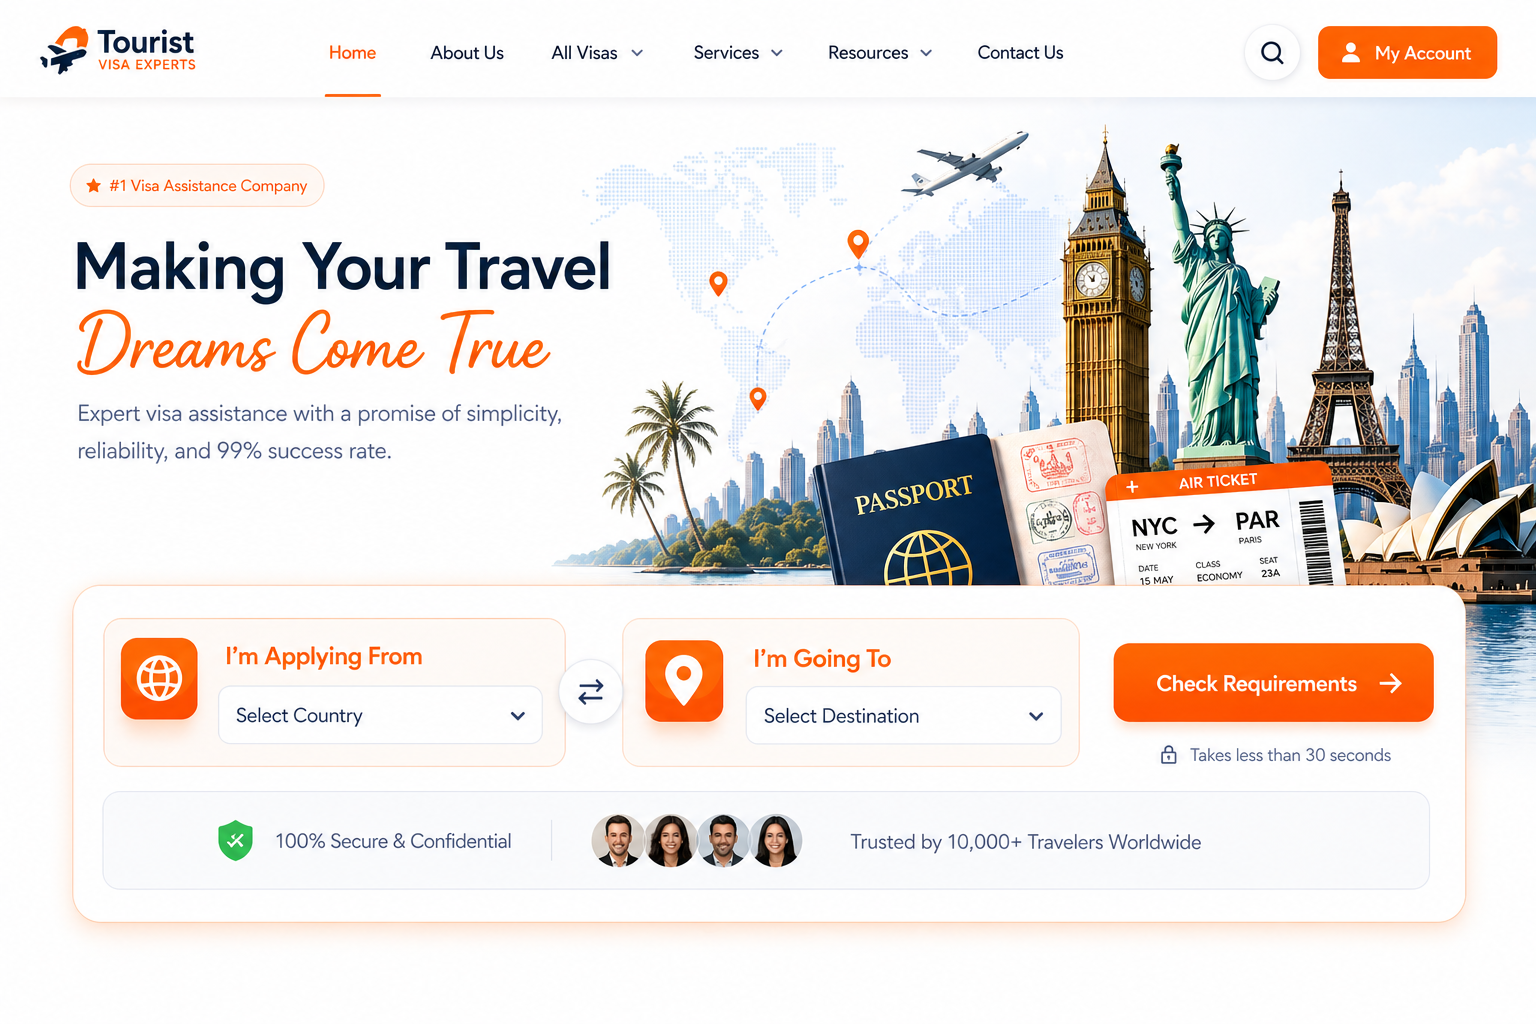 Tourist
VISA EXPERTS
Home
About Us
All Visas
Services
Resources
Contact Us
My Account
#1 Visa Assistance Company
Making Your Travel
Dreams Come True
Expert visa assistance with a promise of simplicity,
reliability, and 99% success rate.
PASSPORT
AIR TICKET
NYC → PAR
NEW YORK
PARIS
DATE
CLASS
SEAT
15 MAY
ECONOMY
23A
I'm Applying From
Select Country
I'm Going To
Select Destination
Check Requirements →
Takes less than 30 seconds
100% Secure & Confidential
Trusted by 10,000+ Travelers Worldwide